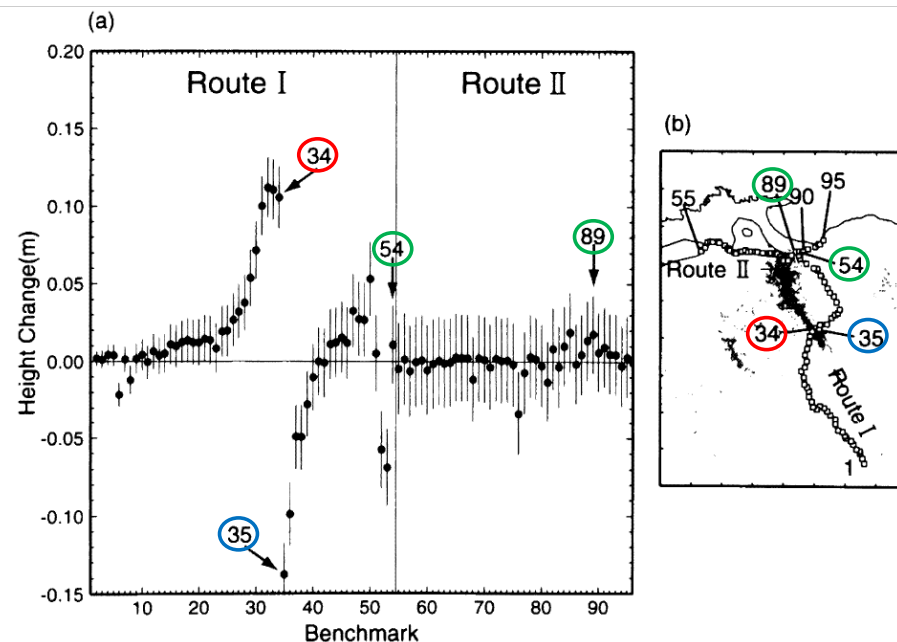 (a)
0.20
Route I
Route II
0.15
34
0.10
54
89
0.05
0.00
-0.05
-0.10
35
-0.15
10 20 30 40 50 60 70 80 90
Height Change(m)
Benchmark
(b)
89
90
95
55
54
Route II
34
35
Route I
1